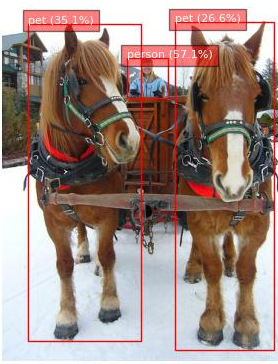 pet (35.1%)
pet (26.6%)
person (57.1%)